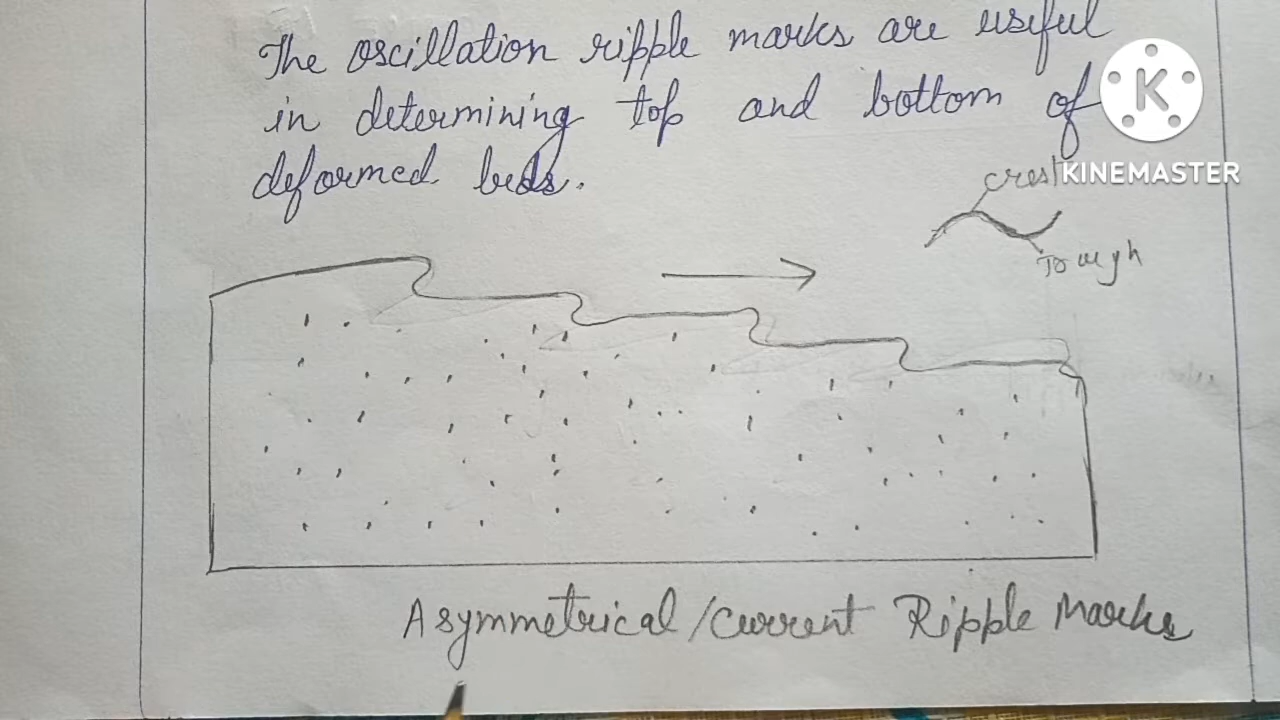 The oscillation ripple marks are useful
in determining top and bottom of
deformed beds.
K
KINEMASTER
crest
Trough
Asymmetrical/Current Ripple Marks